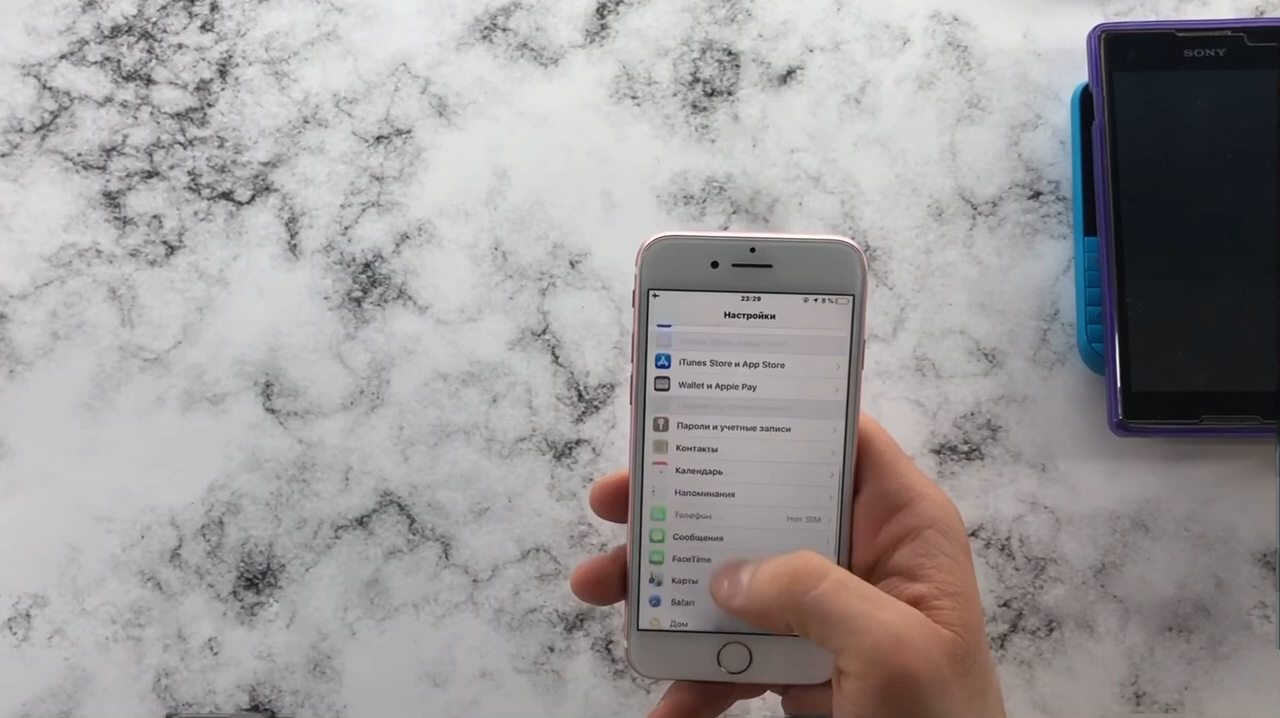 SONY
23:29
8 %
Настройки
iTunes Store и App Store
Wallet и Apple Pay
Пароли и учетные записи
Контакты
Календарь
Напоминания
Телефон
Нет SIM
Сообщения
FaceTime
Карты
Safari
Дом